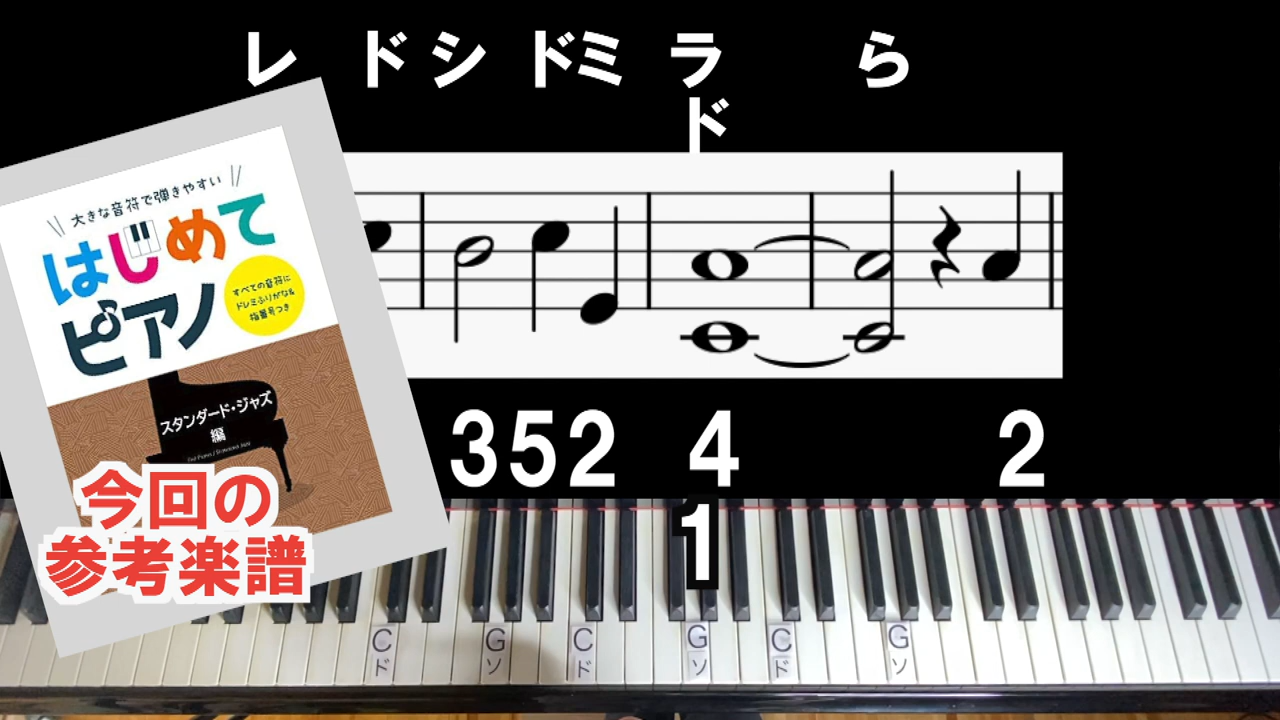 レ ド シ ドミ ラ ら
ド
大きな音符で弾きやすい
はじめて
ピアノ
すべての音符に
ドレミふりがな&
指番号つき
スタンダード・ジャズ
編
今回の
参考楽譜
3 5 2 4 2
1
C G C G C G
ド ソ ド ソ ド ソ